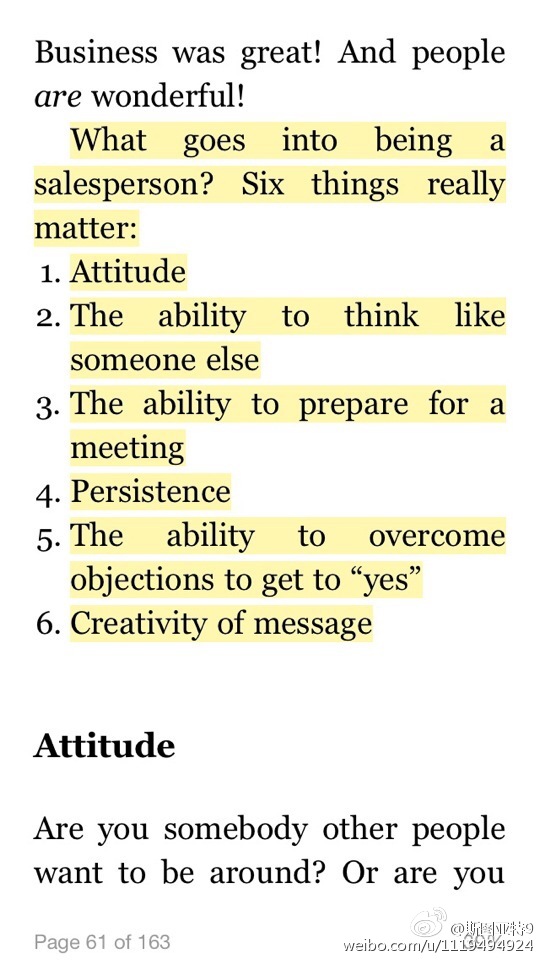 Business was great! And people
are wonderful!
What goes into being a
salesperson? Six things really
matter:
1. Attitude
2. The ability to think like
someone else
3. The ability to prepare for a
meeting
4. Persistence
5. The ability to overcome
objections to get to “yes”
6. Creativity of message
Attitude
Are you somebody other people
want to be around? Or are you
Page 61 of 163
weibo.com/u/1119494924